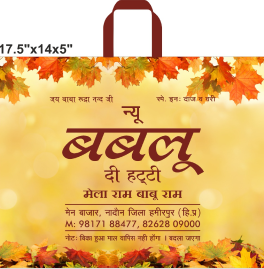 17.5"x14x5"
जय बाबा रूद्रा नन्द जी स्पे. इनः दाज व वरी
न्यू
बबलू
दी हट्टी
मेला राम बाबू राम
मेन बाजार, नादौन जिला हमीरपुर (हि.प्र)
M: 98171 88477, 82628 09000
नोटः बिका हुआ माल वापिस नही होगा । बदला जाएगा